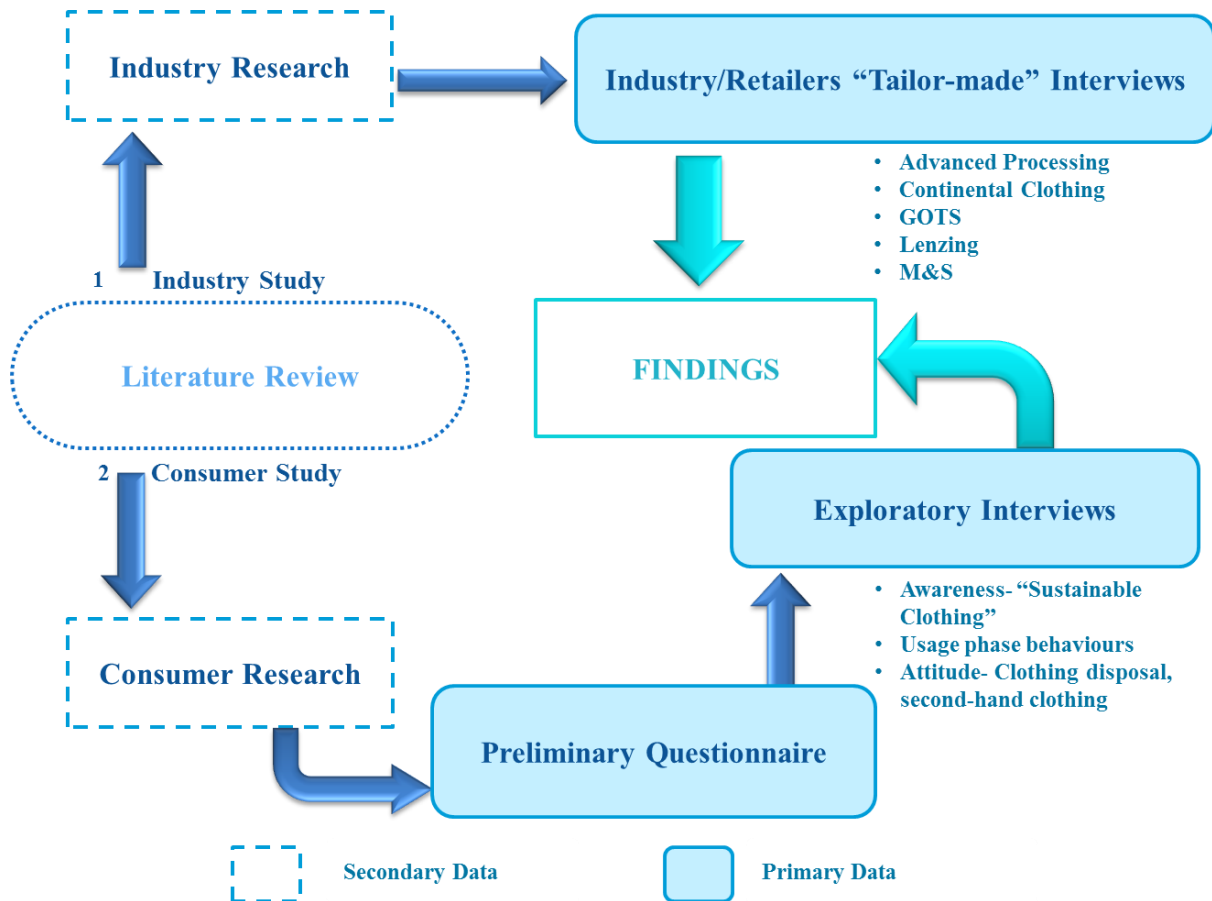 Industry Research
Industry/Retailers “Tailor-made” Interviews
• Advanced Processing
• Continental Clothing
• GOTS
• Lenzing
• M&S
1 Industry Study
Literature Review
FINDINGS
2 Consumer Study
Exploratory Interviews
• Awareness- “Sustainable
Clothing”
• Usage phase behaviours
• Attitude- Clothing disposal,
second-hand clothing
Consumer Research
Preliminary Questionnaire
Secondary Data
Primary Data